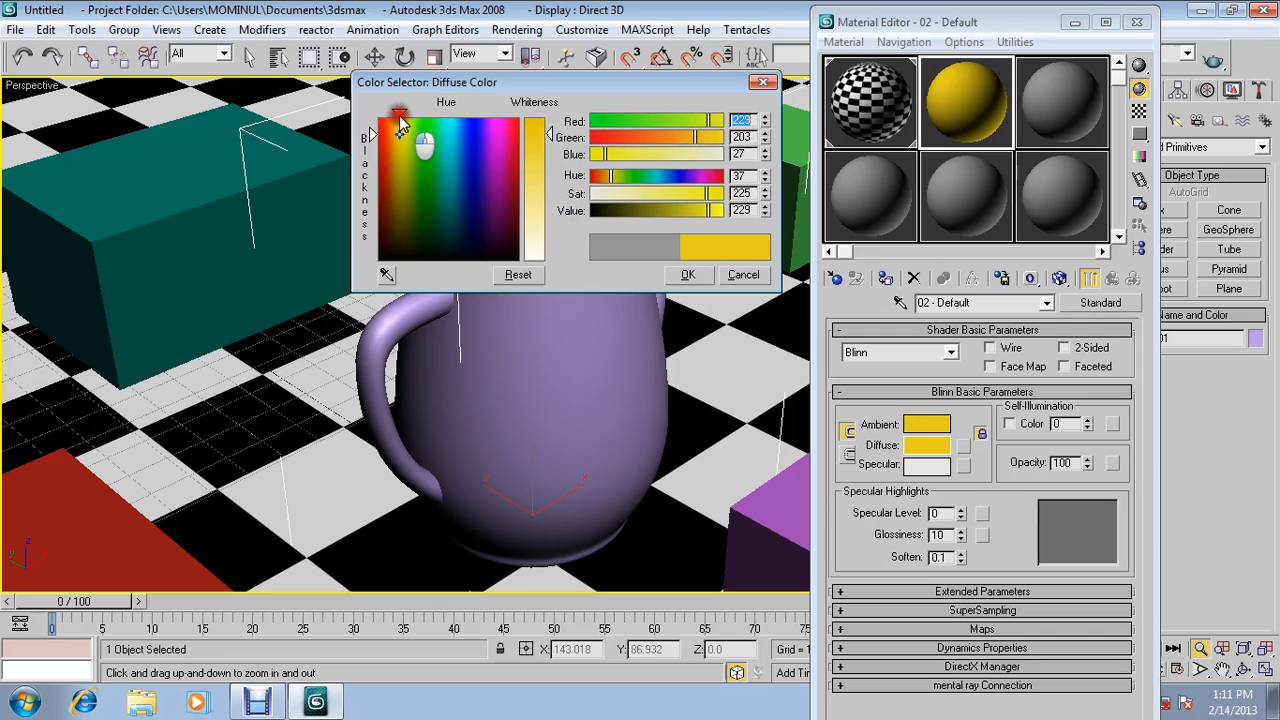 Untitled - Project Folder: C:\Users\MOMINUL\Documents\3dsmax - Autodesk 3ds Max 2008 - Display : Direct 3D
File Edit Tools Create Modifiers reactor Animation Graph Editors Rendering Customize MAXScript Help Tentacles
All
View
Perspective
Color Selector: Diffuse Color
Hue
Whiteness
B
l
a
c
k
n
e
s
s
Red: 229
Green: 203
Blue: 27
Hue: 37
Sat: 225
Value: 229
Reset
OK
Cancel
Material Editor - 02 - Default
Material Navigation Options Utilities
02 - Default
Standard
Shader Basic Parameters
Blinn
Wire
2-Sided
Face Map
Faceted
Blinn Basic Parameters
Self-Illumination
Ambient:
Color 0
Diffuse:
Specular:
Opacity: 100
Specular Highlights
Specular Level: 0
Glossiness: 10
Soften: 0.1
Extended Parameters
SuperSampling
Maps
Dynamics Properties
DirectX Manager
mental ray Connection
Primitives
Object Type
AutoGrid
Cone
GeoSphere
Tube
Pyramid
Plane
Name and Color
01
0 / 100
5 10 15 20 25 30 35 40 45 50 55 60 65 70 75
1 Object Selected
X: 143.018
Y: 86.932
Z: 0.0
Grid = 1
Click and drag up-and-down to zoom in and out
Add Tim
1:11 PM
2/14/2013